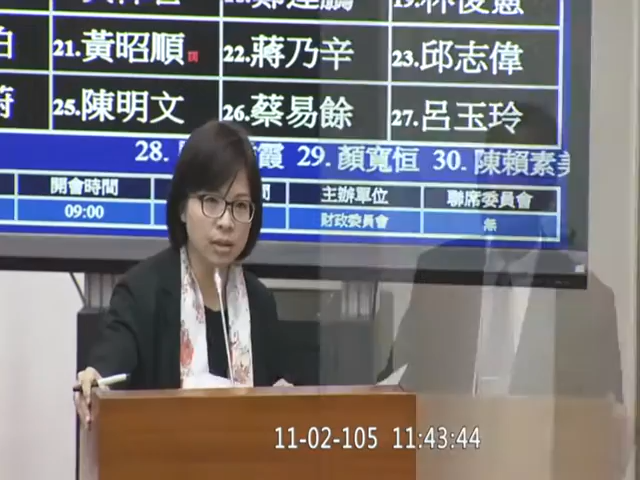 21.黃昭順 22.蔣乃辛 23.邱志偉
25.陳明文 26.蔡易餘 27.呂玉玲
28. 霞 29. 顏寬恒 30. 陳賴素美
開會時間 主辦單位 聯席委員會
09:00 財政委員會 無
11-02-105 11:43:44